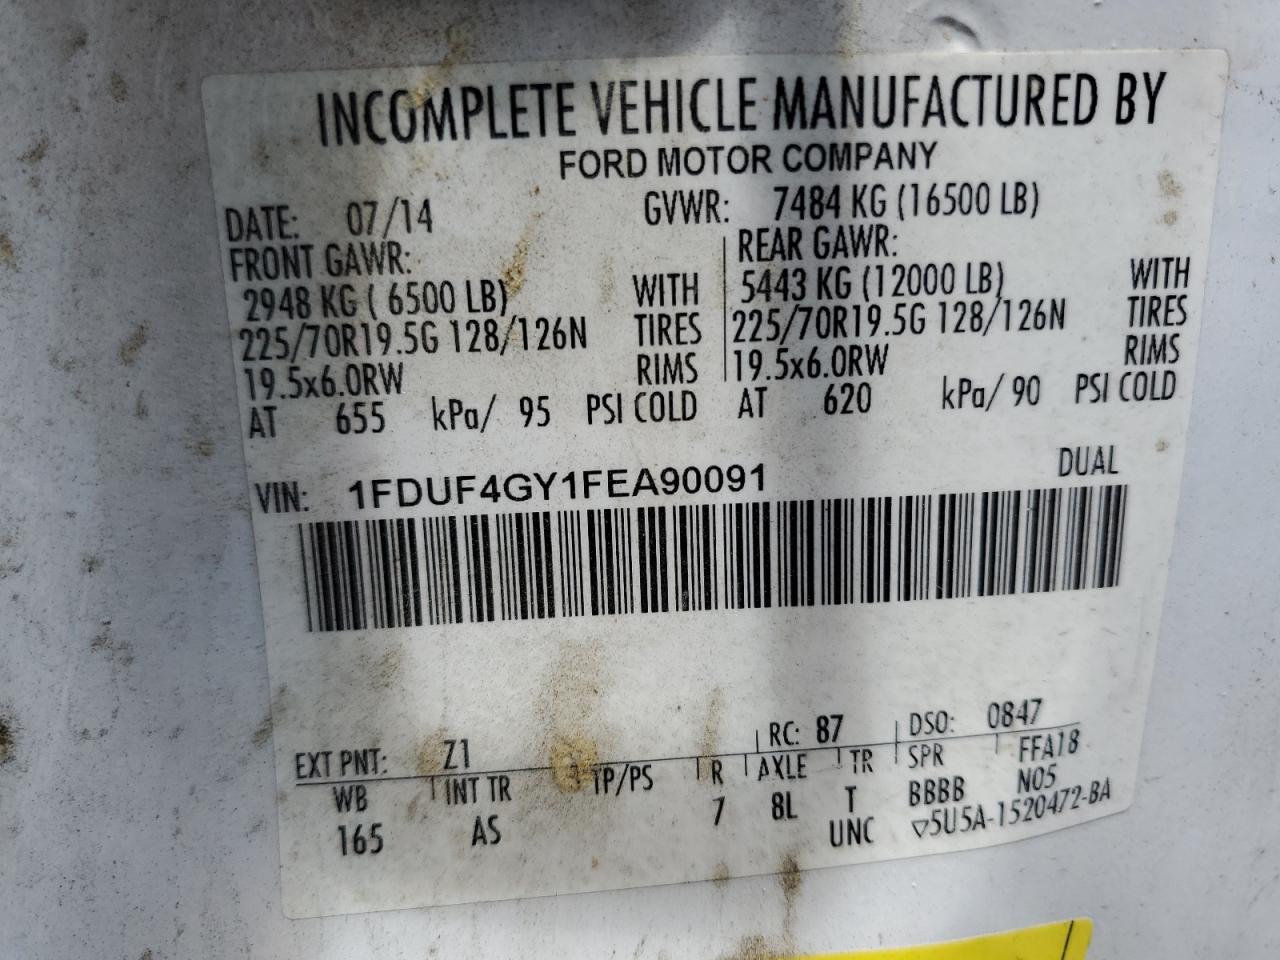 INCOMPLETE VEHICLE MANUFACTURED BY
FORD MOTOR COMPANY
DATE: 07/14 GVWR: 7484 KG (16500 LB)
FRONT GAWR: REAR GAWR:
2948 KG ( 6500 LB) WITH 5443 KG (12000 LB) WITH
225/70R19.5G 128/126N TIRES 225/70R19.5G 128/126N TIRES
19.5x6.0RW RIMS 19.5x6.0RW RIMS
AT 655 kPa/ 95 PSI COLD AT 620 kPa/ 90 PSI COLD
DUAL
VIN: 1FDUF4GY1FEA90091
EXT PNT: Z1 RC: 87 DSO: 0847
WB INT TR TP/PS R AXLE TR SPR FFA18
165 AS 7 8L T BBBB N05
UNC ▽5U5A-1520472-BA